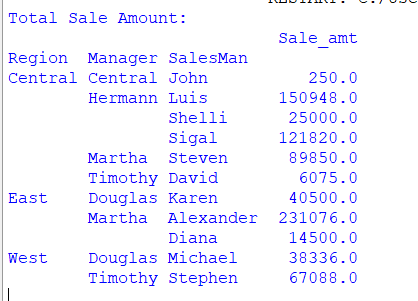 Total Sale Amount:
Sale_amt
Region Manager SalesMan
Central Central John 250.0
Hermann Luis 150948.0
Shelli 25000.0
Sigal 121820.0
Martha Steven 89850.0
Timothy David 6075.0
East Douglas Karen 40500.0
Martha Alexander 231076.0
Diana 14500.0
West Douglas Michael 38336.0
Timothy Stephen 67088.0